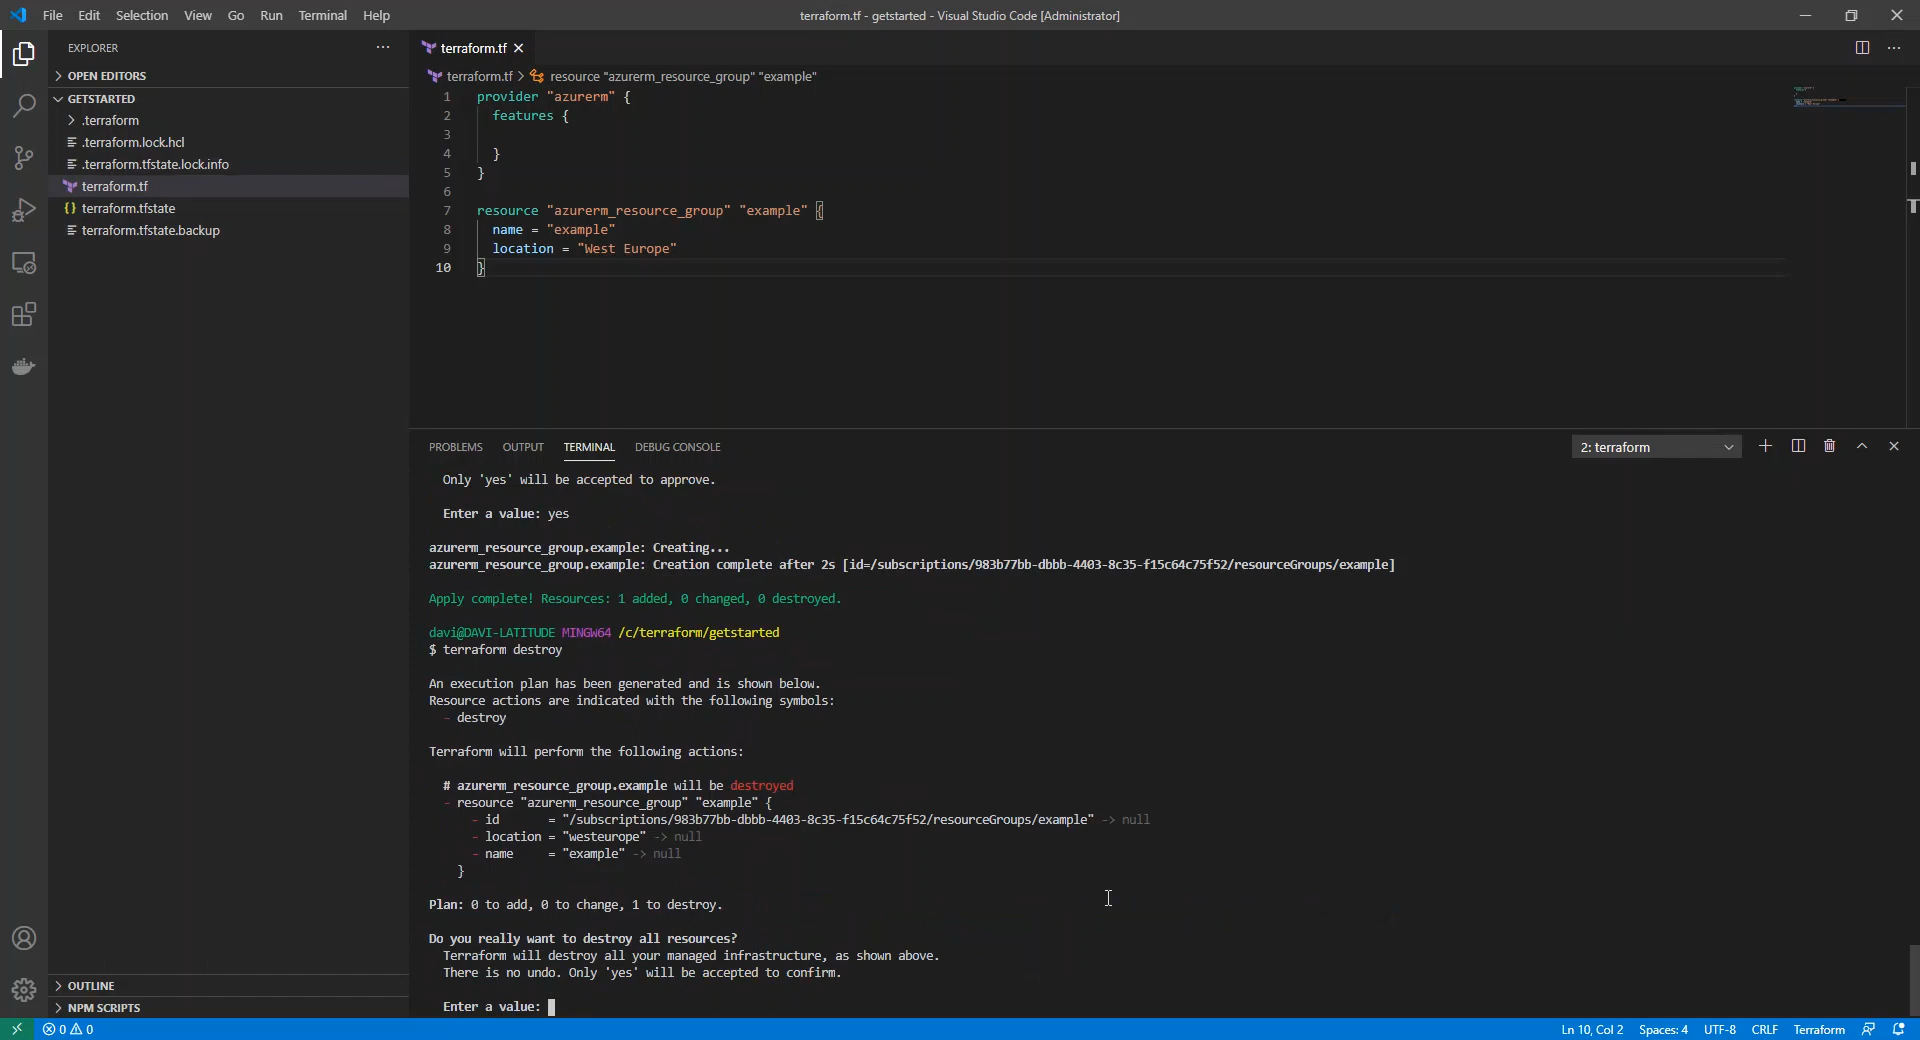 File Edit Selection View Go Run Terminal Help
terraform.tf - getstarted - Visual Studio Code [Administrator]
EXPLORER
OPEN EDITORS
GETSTARTED
.terraform
.terraform.lock.hcl
.terraform.tfstate.lock.info
terraform.tf
terraform.tfstate
terraform.tfstate.backup
OUTLINE
NPM SCRIPTS
terraform.tf
terraform.tf > resource "azurerm_resource_group" "example"
1 provider "azurerm" {
2 features {
3
4 }
5 }
6
7 resource "azurerm_resource_group" "example" {
8 name = "example"
9 location = "West Europe"
10 }
PROBLEMS OUTPUT TERMINAL DEBUG CONSOLE
2: terraform
Only 'yes' will be accepted to approve.
Enter a value: yes
azurerm_resource_group.example: Creating...
azurerm_resource_group.example: Creation complete after 2s [id=/subscriptions/983b77bb-dbbb-4403-8c35-f15c64c75f52/resourceGroups/example]
Apply complete! Resources: 1 added, 0 changed, 0 destroyed.
davi@DAVI-LATITUDE MINGW64 /c/terraform/getstarted
$ terraform destroy
An execution plan has been generated and is shown below.
Resource actions are indicated with the following symbols:
- destroy
Terraform will perform the following actions:
# azurerm_resource_group.example will be destroyed
- resource "azurerm_resource_group" "example" {
- id = "/subscriptions/983b77bb-dbbb-4403-8c35-f15c64c75f52/resourceGroups/example" -> null
- location = "westeurope" -> null
- name = "example" -> null
}
Plan: 0 to add, 0 to change, 1 to destroy.
Do you really want to destroy all resources?
Terraform will destroy all your managed infrastructure, as shown above.
There is no undo. Only 'yes' will be accepted to confirm.
Enter a value:
0 0
Ln 10, Col 2 Spaces: 4 UTF-8 CRLF Terraform